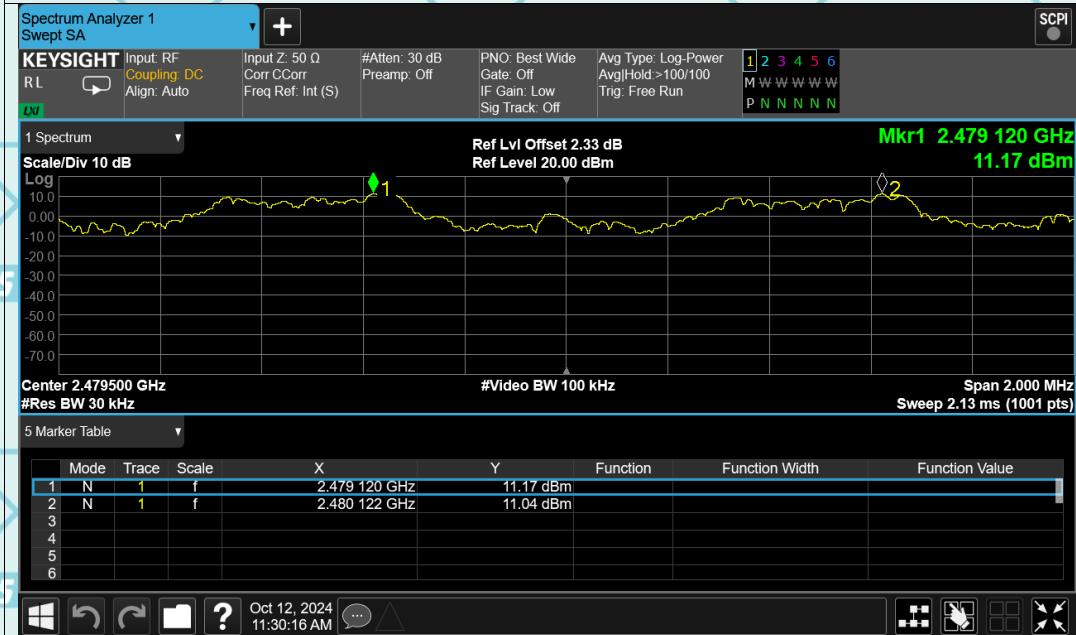 Spectrum Analyzer 1
Swept SA
+
SCPI
KEYSIGHT Input: RF Input Z: 50 Ω #Atten: 30 dB PNO: Best Wide Avg Type: Log-Power 1 2 3 4 5 6
RL Coupling: DC Corr CCorr Preamp: Off Gate: Off Avg|Hold:>100/100 M W W W W W
Align: Auto Freq Ref: Int (S) IF Gain: Low Trig: Free Run
LXI Sig Track: Off P N N N N N
1 Spectrum
Scale/Div 10 dB
Ref Lvl Offset 2.33 dB
Ref Level 20.00 dBm
Mkr1 2.479 120 GHz
11.17 dBm
Log
1 2
10.0
0.00
-10.0
-20.0
-30.0
-40.0
-50.0
-60.0
-70.0
Center 2.479500 GHz #Video BW 100 kHz Span 2.000 MHz
#Res BW 30 kHz Sweep 2.13 ms (1001 pts)
5 Marker Table
Mode Trace Scale X Y Function Function Width Function Value
1 N 1 f 2.479 120 GHz 11.17 dBm
2 N 1 f 2.480 122 GHz 11.04 dBm
3
4
5
6
? Oct 12, 2024
11:30:16 AM